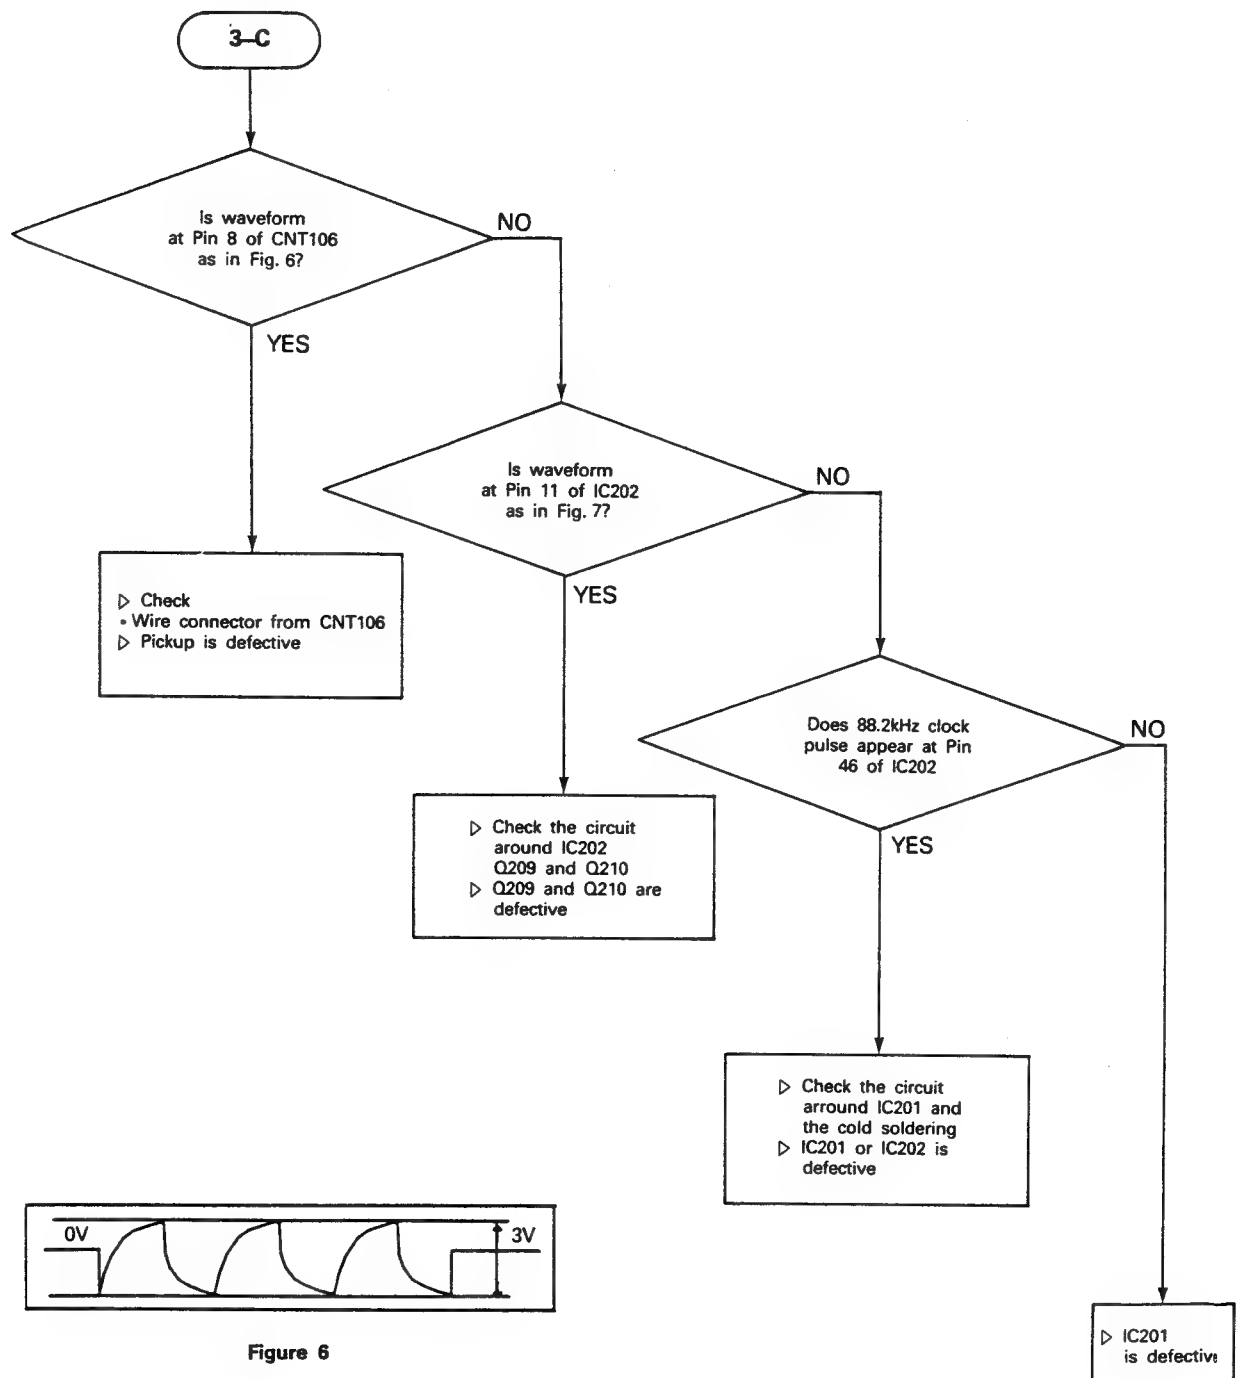 3-C
Is waveform
at Pin 8 of CNT106
as in Fig. 6?
NO
YES
▷ Check
• Wire connector from CNT106
▷ Pickup is defective
Is waveform
at Pin 11 of IC202
as in Fig. 7?
NO
YES
▷ Check the circuit
around IC202
Q209 and Q210
▷ Q209 and Q210 are
defective
Does 88.2kHz clock
pulse appear at Pin
46 of IC202
NO
YES
▷ Check the circuit
arround IC201 and
the cold soldering
▷ IC201 or IC202 is
defective
▷ IC201
is defective
0V
3V
Figure 6